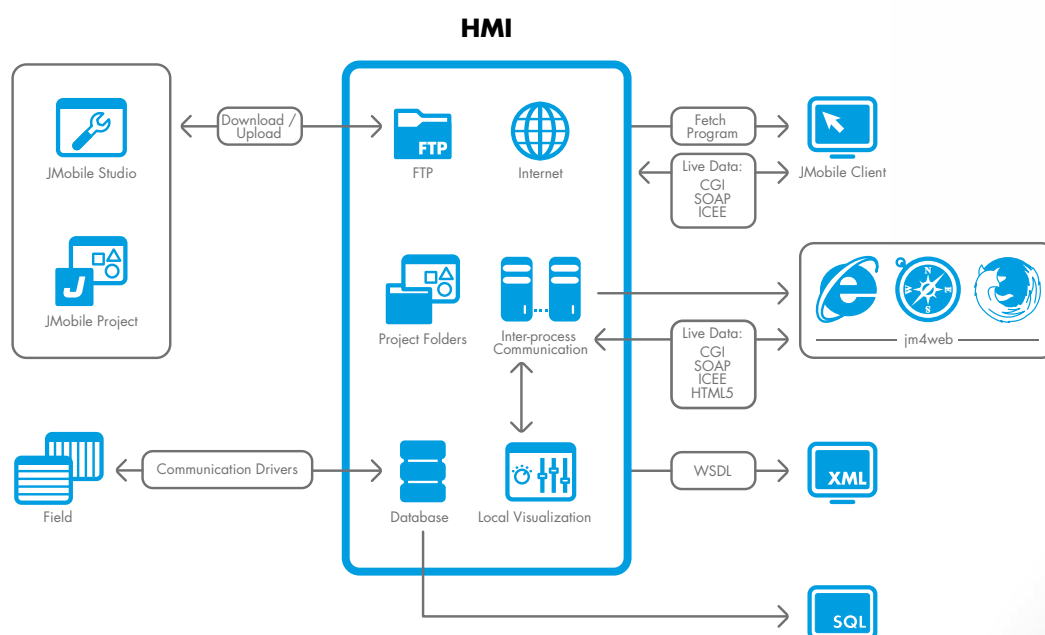 HMI
JMobile Studio
JMobile Project
Download /
Upload
FTP
FTP
Internet
Fetch
Program
Live Data:
CGI
SOAP
ICEE
JMobile Client
J
Project Folders
Inter-process
Communication
Live Data:
CGI
SOAP
ICEE
HTML5
N
E
S
W
jm4web
Field
Communication Drivers
Database
Local Visualization
WSDL
XML
SQL